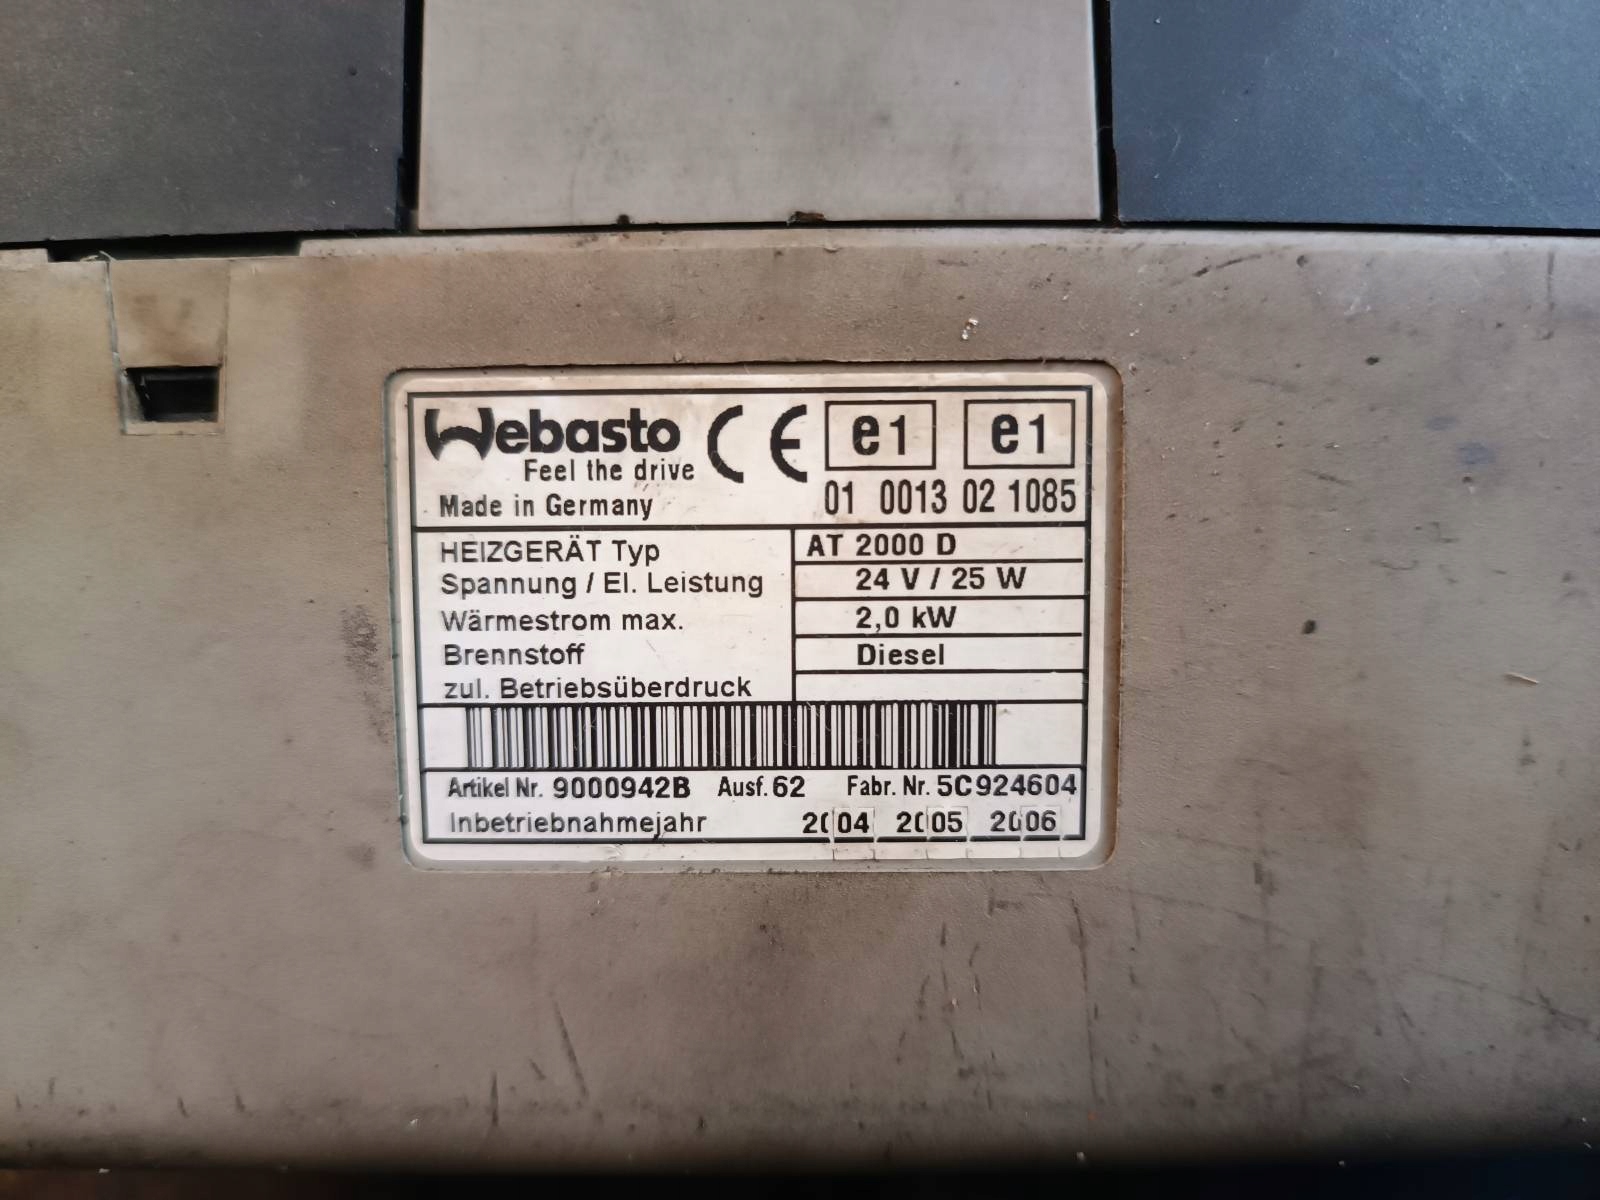 Webasto CE e1 e1
Feel the drive
Made in Germany 01 0013 02 1085
HEIZGERÄT Typ AT 2000 D
Spannung / El. Leistung 24 V / 25 W
Wärmestrom max. 2,0 kW
Brennstoff Diesel
zul. Betriebsüberdruck
Artikel Nr. 9000942B Ausf. 62 Fabr. Nr. 5C924604
Inbetriebnahmejahr 2004 2005 2006